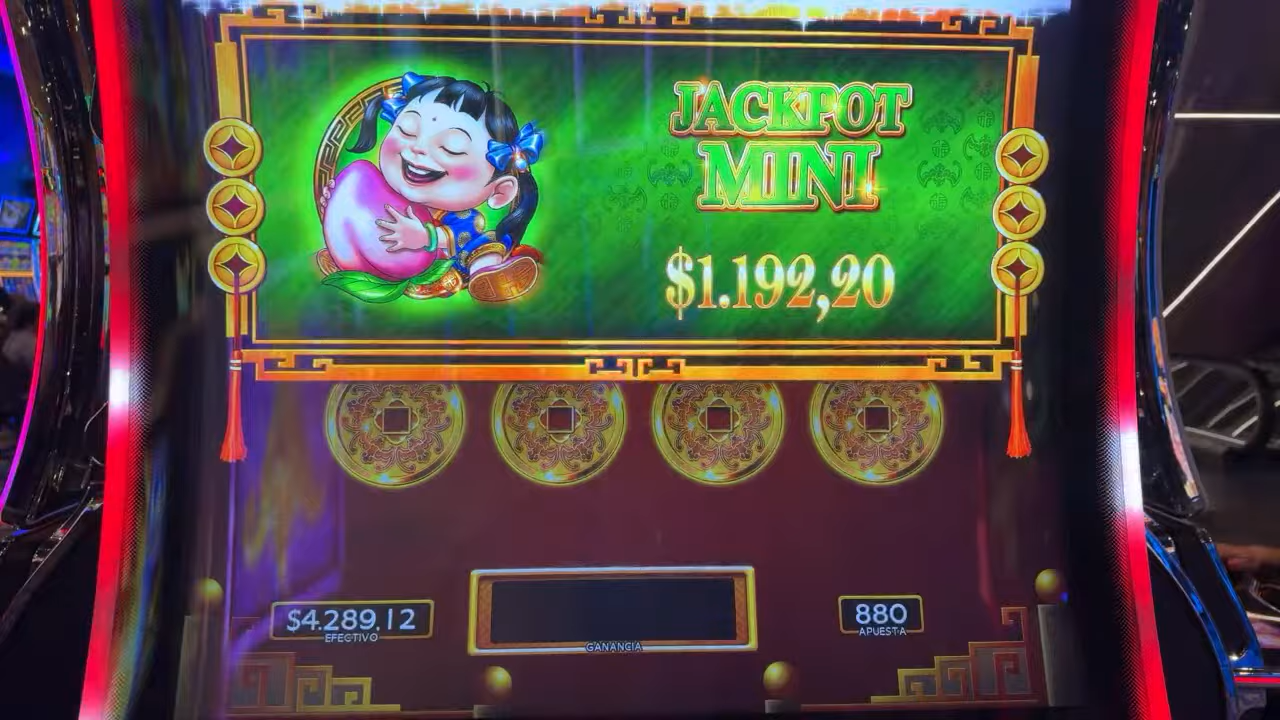 JACKPOT
MINI
$1.192,20
$4.289,12
EFECTIVO
GANANCIA
880
APUESTA